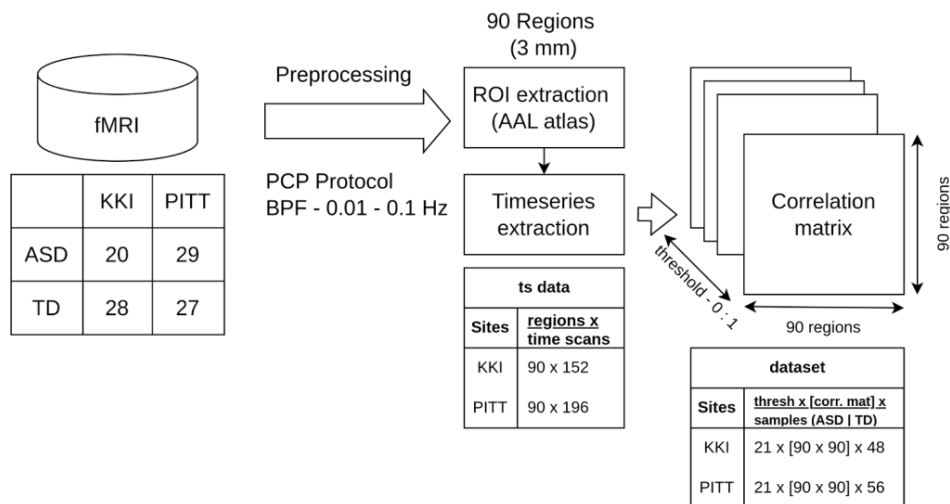 fMRI
KKI PITT
ASD 20 29
TD 28 27
Preprocessing
PCP Protocol
BPF - 0.01 - 0.1 Hz
90 Regions
(3 mm)
ROI extraction
(AAL atlas)
Timeseries
extraction
ts data
Sites regions x
time scans
KKI 90 x 152
PITT 90 x 196
Correlation
matrix
90 regions
threshold - 0 : 1
90 regions
dataset
Sites thresh x [corr. mat] x
samples (ASD | TD)
KKI 21 x [90 x 90] x 48
PITT 21 x [90 x 90] x 56